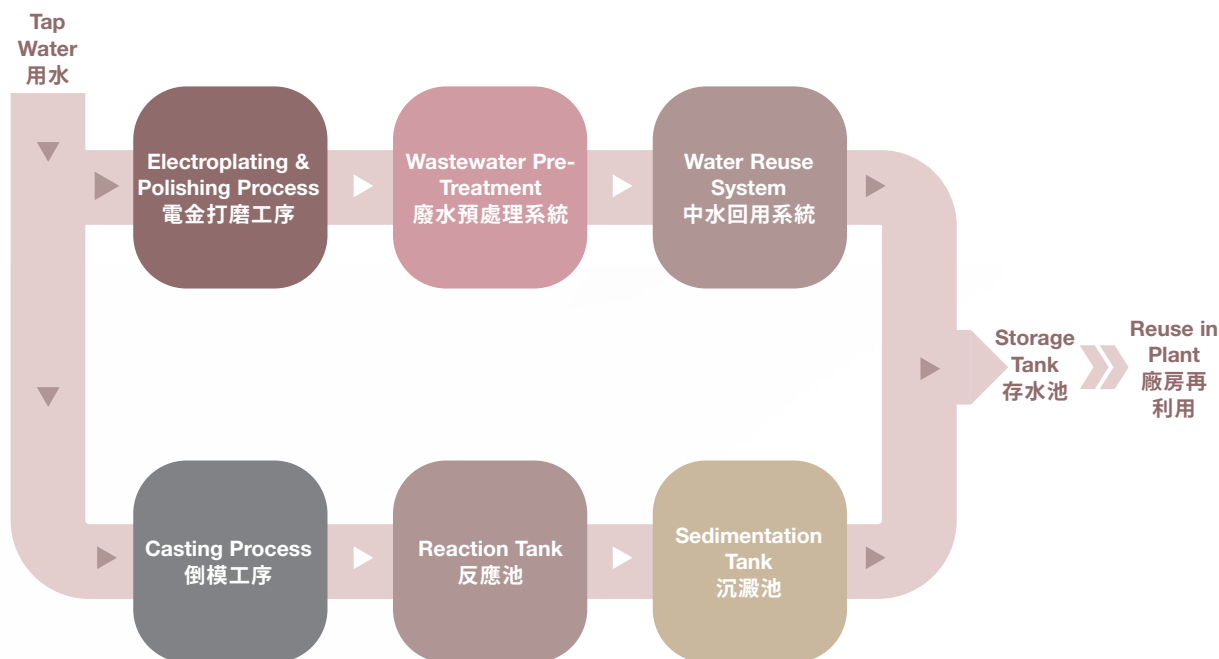 Tap
Water
用水
Electroplating &
Polishing Process
電金打磨工序
Wastewater Pre-
Treatment
廢水預處理系統
Water Reuse
System
中水回用系統
Storage
Tank
存水池
Reuse in
Plant
廠房再
利用
Casting Process
倒模工序
Reaction Tank
反應池
Sedimentation
Tank
沉澱池